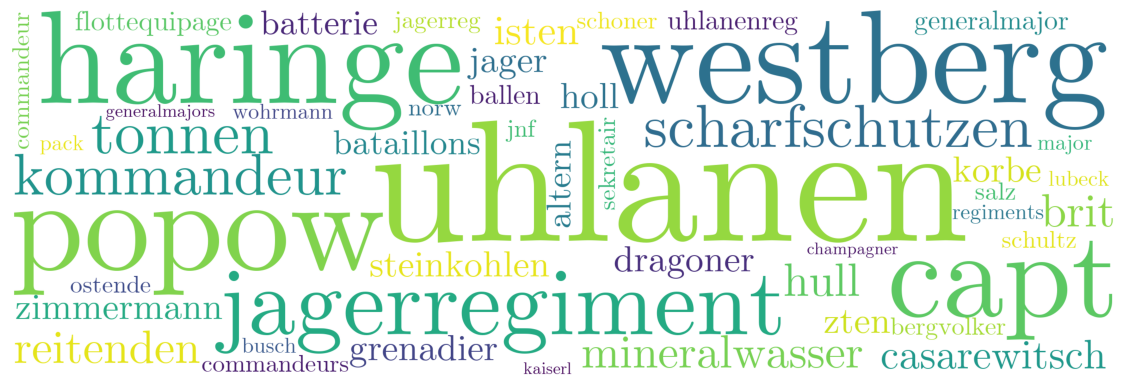 commandeur
flottequipage
batterie
jagerreg
isten
schoner
uhlanenreg
generalmajor
haringe
jager
westberg
generalmajors
wohrmann
norw
ballen
holl
pack
tonnen
bataillons
jnf
scharfschutzen
major
kommandeur
uhlanen
altern
sekretair
korbe
lubeck
salz
popow
regiments
brit
schultz
ostende
steinkohlen
dragoner
champagner
capt
zimmermann
jagerregiment
hull
zten
bergvolker
reitenden
busch
grenadier
commandeurs
kaiserl
mineralwasser
casarewitsch